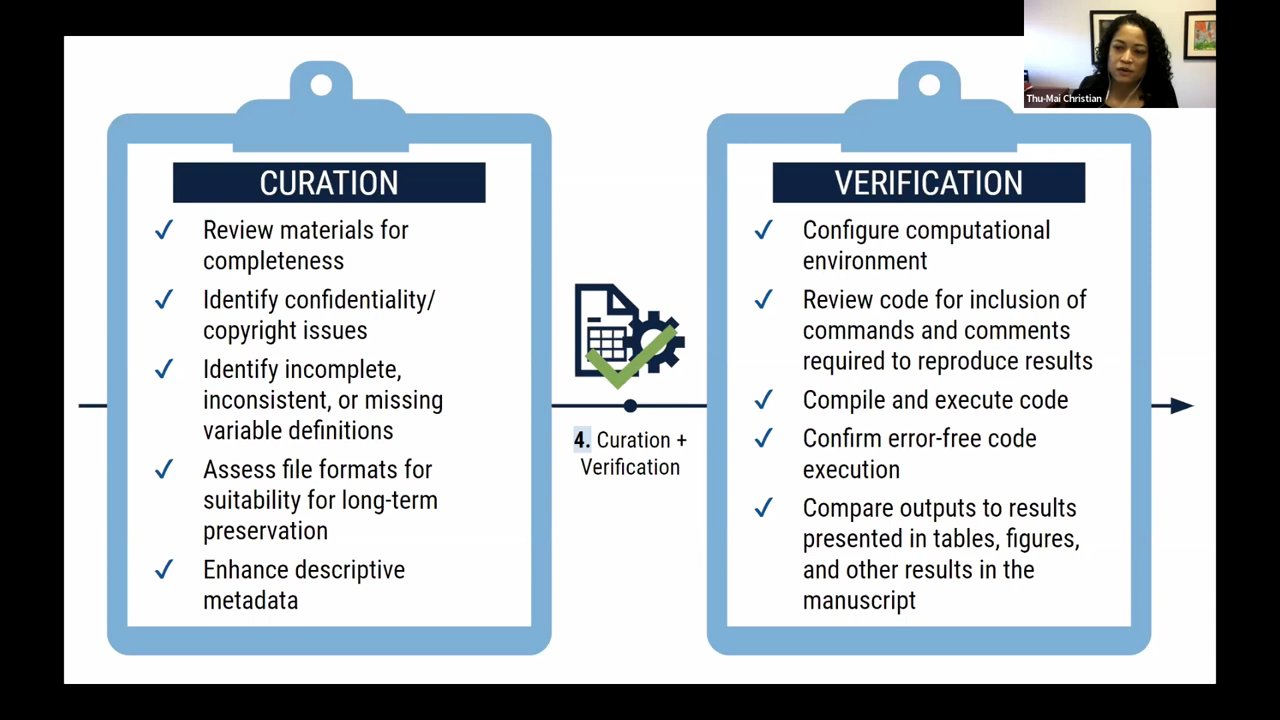 Thu-Mai Christian
CURATION
Review materials for
completeness
Identify confidentiality/
copyright issues
Identify incomplete,
inconsistent, or missing
variable definitions
Assess file formats for
suitability for long-term
preservation
Enhance descriptive
metadata
4. Curation +
Verification
VERIFICATION
Configure computational
environment
Review code for inclusion of
commands and comments
required to reproduce results
Compile and execute code
Confirm error-free code
execution
Compare outputs to results
presented in tables, figures,
and other results in the
manuscript